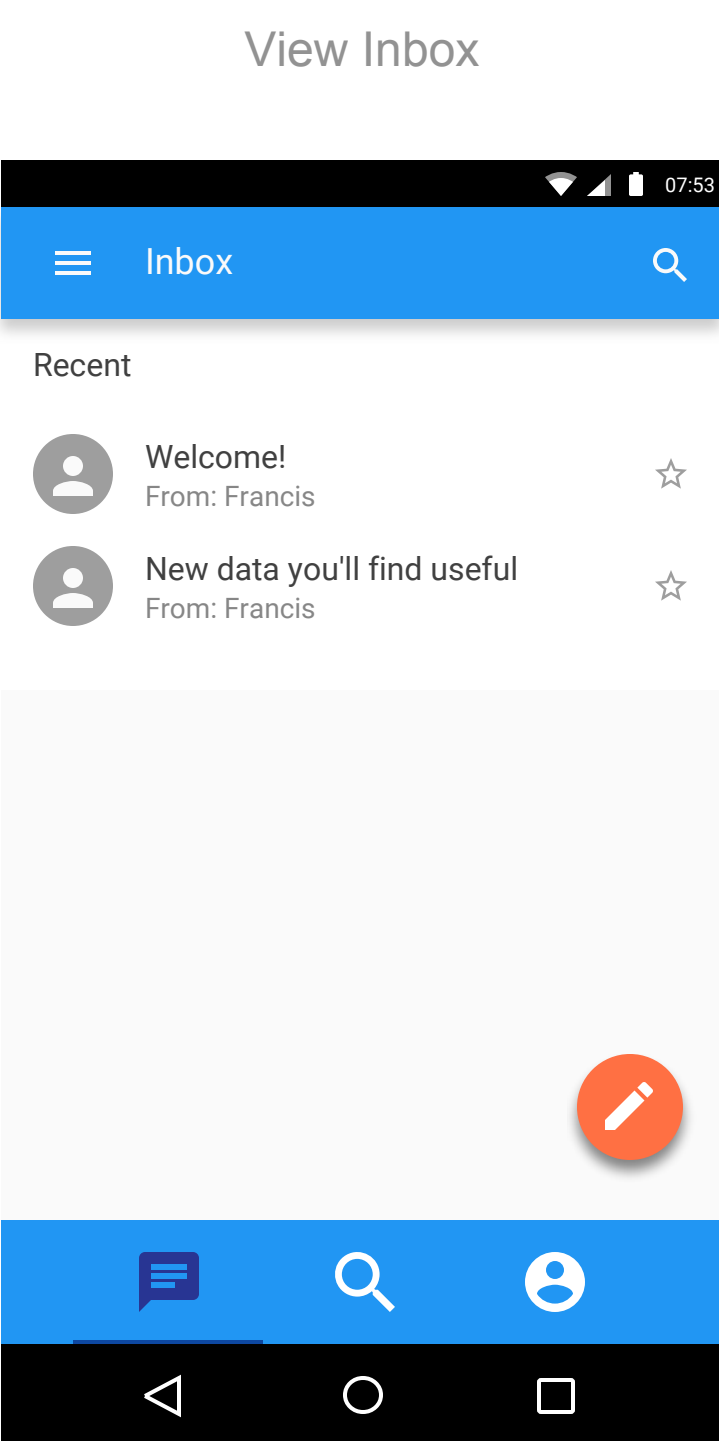 View Inbox
07:53
Inbox
Recent
Welcome!
From: Francis
New data you'll find useful
From: Francis